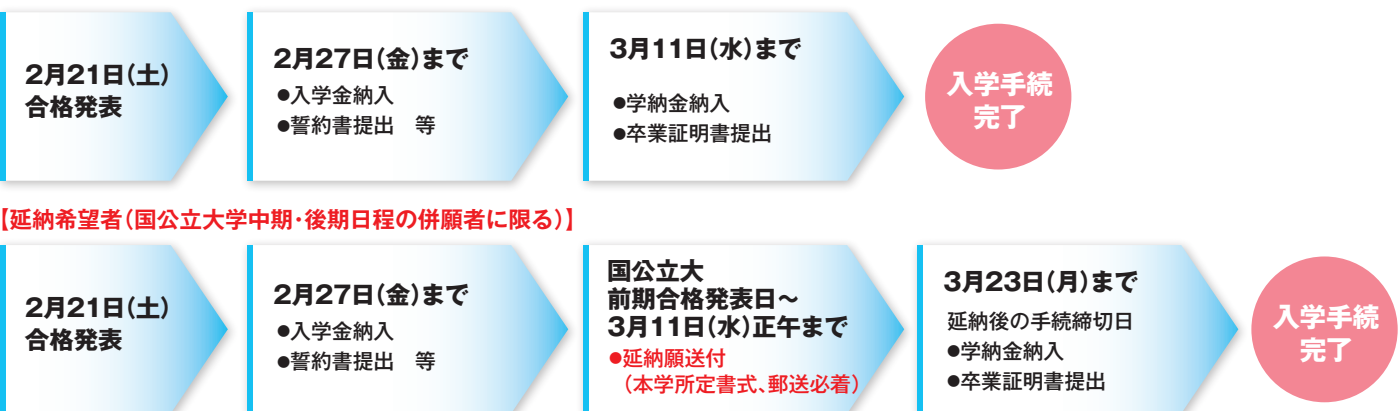 2月21日(土)
合格発表
2月27日(金)まで
●入学金納入
●誓約書提出　等
3月11日(水)まで
●学納金納入
●卒業証明書提出
入学手続
完了
【延納希望者(国公立大学中期・後期日程の併願者に限る)】
2月21日(土)
合格発表
2月27日(金)まで
●入学金納入
●誓約書提出　等
国公立大
前期合格発表日〜
3月11日(水)正午まで
●延納願送付
(本学所定書式、郵送必着)
3月23日(月)まで
延納後の手続締切日
●学納金納入
●卒業証明書提出
入学手続
完了